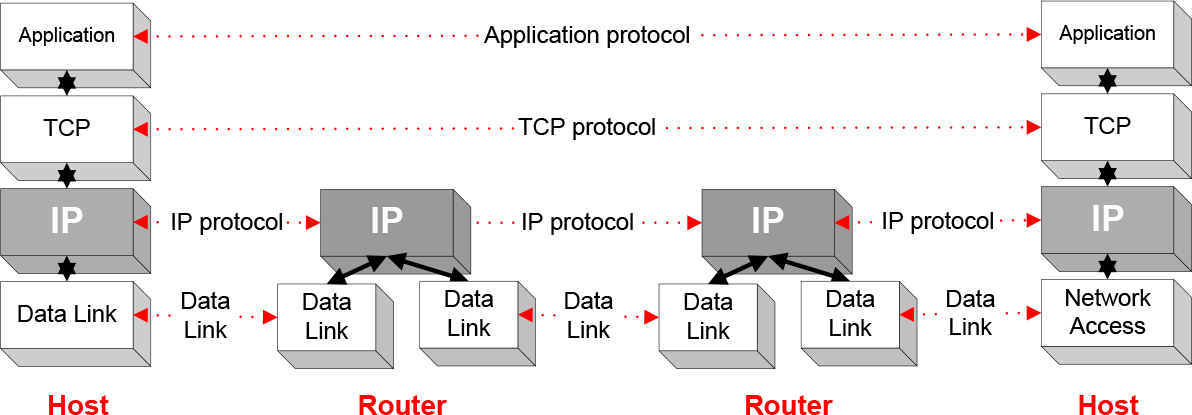 Application
Application protocol
Application
TCP
TCP protocol
TCP
IP
IP protocol
IP
IP protocol
IP
IP protocol
IP
Data Link
Data
Link
Data
Link
Data
Link
Data
Link
Data
Link
Data
Link
Data
Link
Network
Access
Host
Router
Router
Host